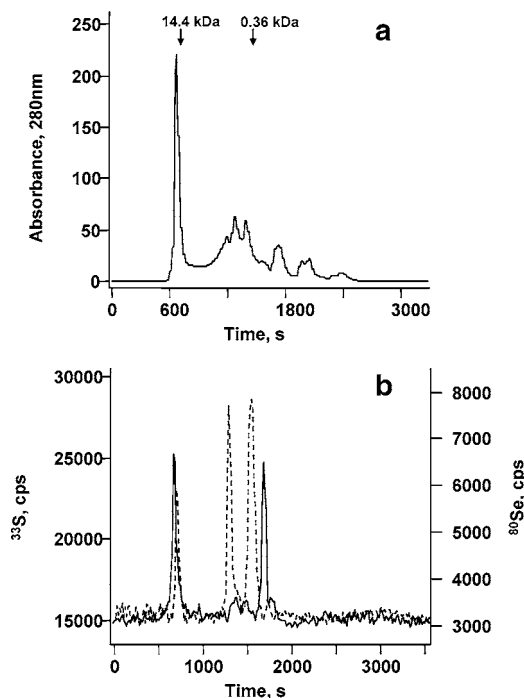 14.4 kDa 0.36 kDa
a
250
200
150
100
50
0
Absorbance, 280nm
0 600 1800 3000
Time, s
b
30000
25000
20000
15000
³³S, cps
8000
7000
6000
5000
4000
3000
⁸⁰Se, cps
0 1000 2000 3000
Time, s